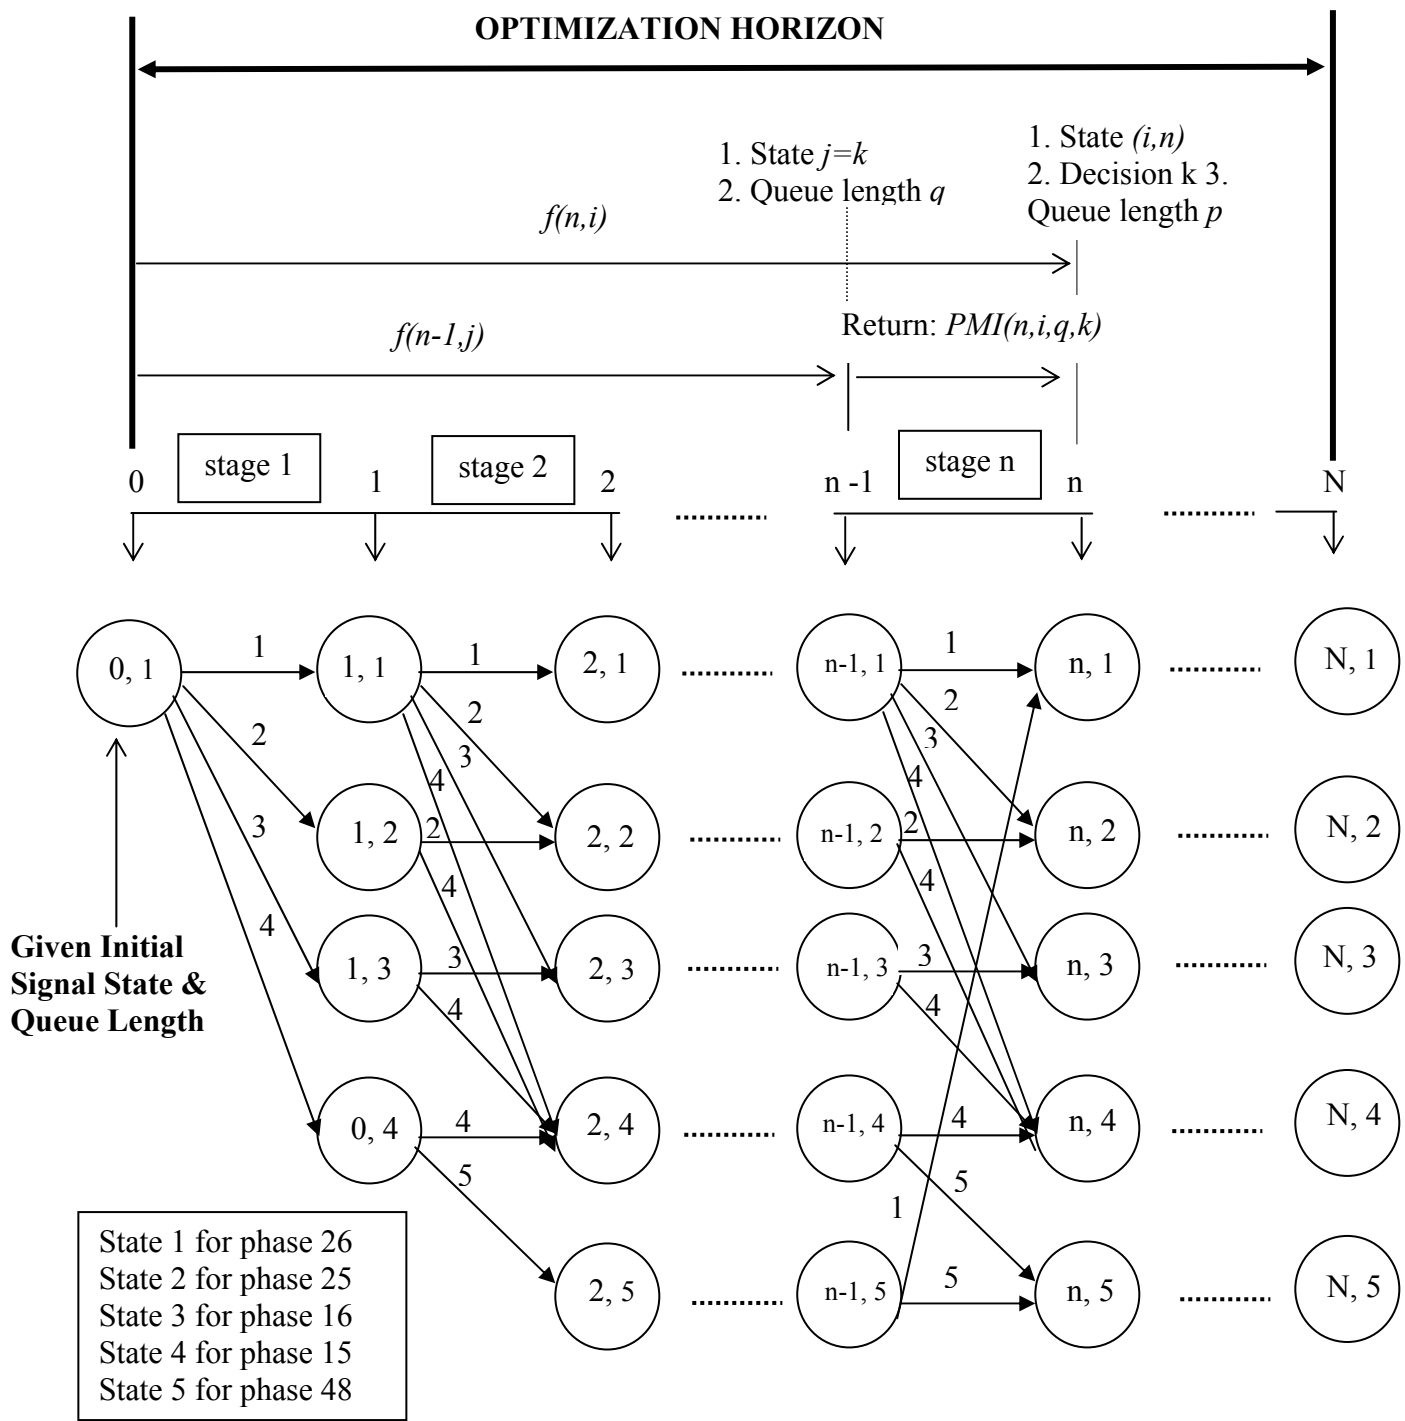 OPTIMIZATION HORIZON
1. State j=k
2. Queue length q
1. State (i,n)
2. Decision k 3.
Queue length p
f(n,i)
Return: PMI(n,i,q,k)
f(n-1,j)
stage 1
stage 2
stage n
0
1
2
n -1
n
N
0, 1
1
1, 1
1
2, 1
n-1, 1
1
n, 1
N, 1
2
2
2
3
3
4
4
3
1, 2
2
2, 2
n-1, 2
2
n, 2
N, 2
4
4
4
Given Initial
Signal State &
Queue Length
1, 3
3
2, 3
n-1, 3
3
n, 3
N, 3
4
4
0, 4
4
2, 4
n-1, 4
4
n, 4
N, 4
5
5
1
2, 5
n-1, 5
5
n, 5
N, 5
State 1 for phase 26
State 2 for phase 25
State 3 for phase 16
State 4 for phase 15
State 5 for phase 48